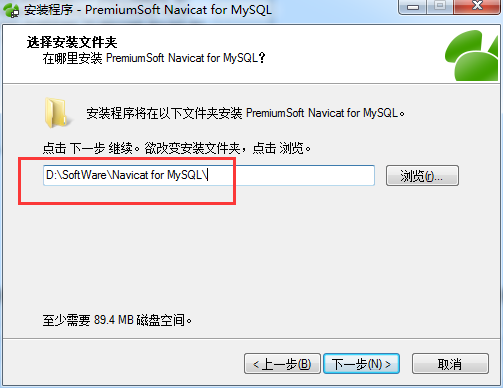 安装程序 - PremiumSoft Navicat for MySQL
选择安装文件夹
在哪里安装 PremiumSoft Navicat for MySQL?
安装程序将在以下文件夹安装 PremiumSoft Navicat for MySQL。
点击 下一步 继续。欲改变安装文件夹，点击 浏览。
D:\SoftWare\Navicat for MySQL\
浏览(r)...
至少需要 89.4 MB 磁盘空间。
< 上一步(B)
下一步(N) >
取消